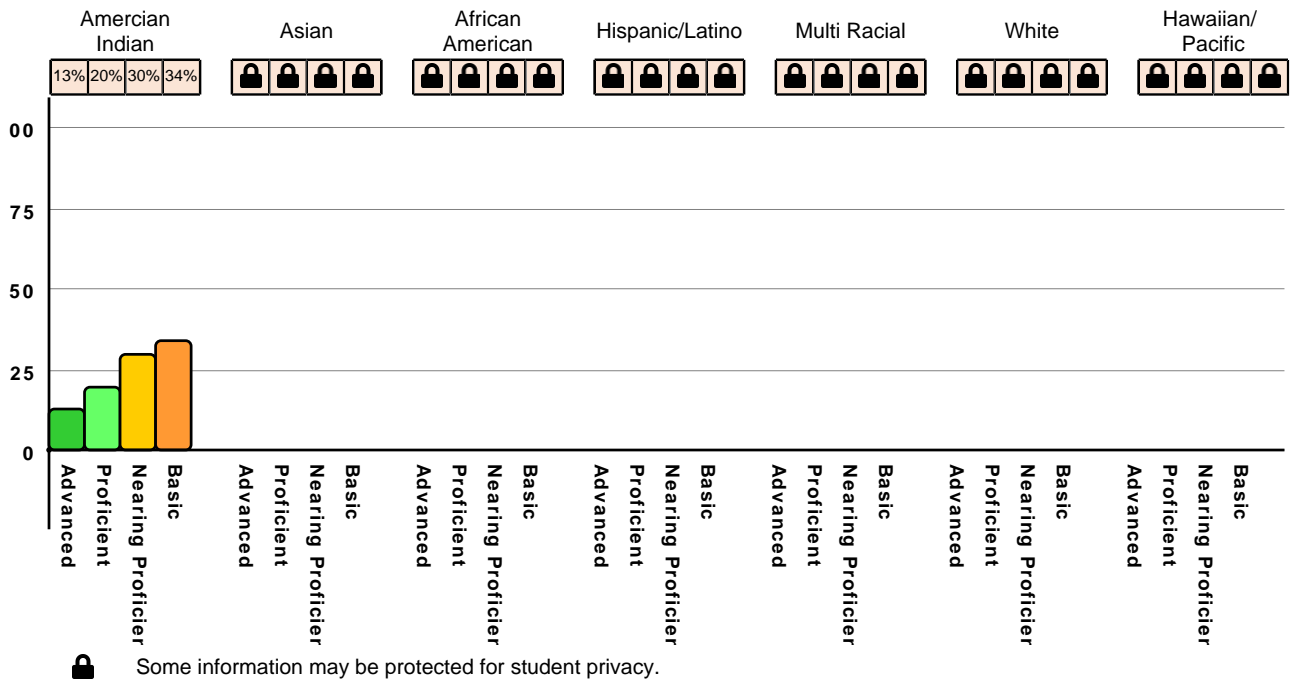 Amercian
Indian
Asian
African
American
Hispanic/Latino
Multi Racial
White
Hawaiian/
Pacific
13% 20% 30% 34%
00
75
50
25
0
Advanced
Proficient
Nearing Proficier
Basic
Advanced
Proficient
Nearing Proficier
Basic
Advanced
Proficient
Nearing Proficier
Basic
Advanced
Proficient
Nearing Proficier
Basic
Advanced
Proficient
Nearing Proficier
Basic
Advanced
Proficient
Nearing Proficier
Basic
Advanced
Proficient
Nearing Proficier
Basic
Some information may be protected for student privacy.